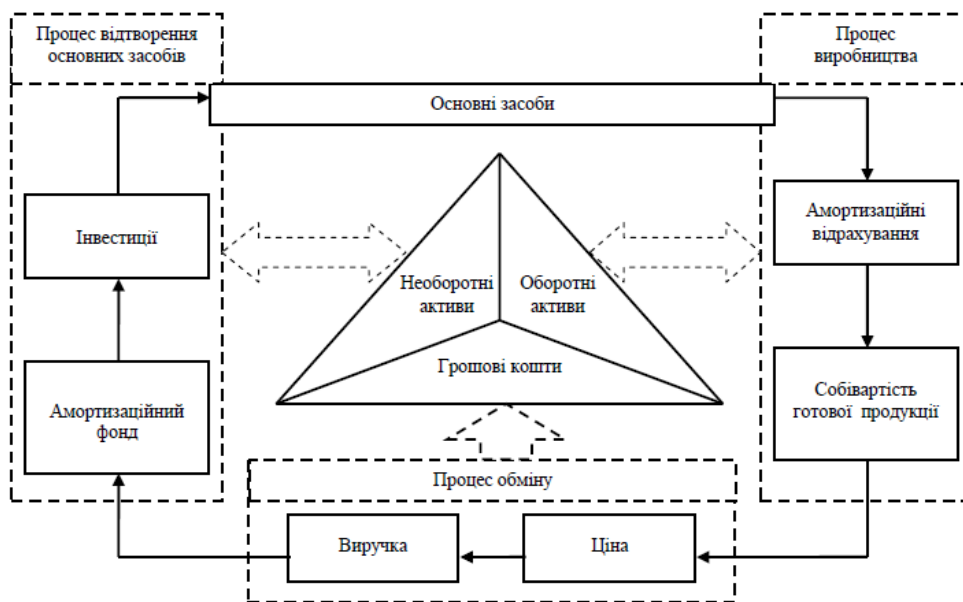 Процес відтворення
основних засобів
Процес
виробництва
Основні засоби
Інвестиції
Амортизаційні
відрахування
Необоротні
активи
Оборотні
активи
Грошові кошти
Амортизаційний
фонд
Собівартість
готової продукції
Процес обміну
Виручка
Ціна